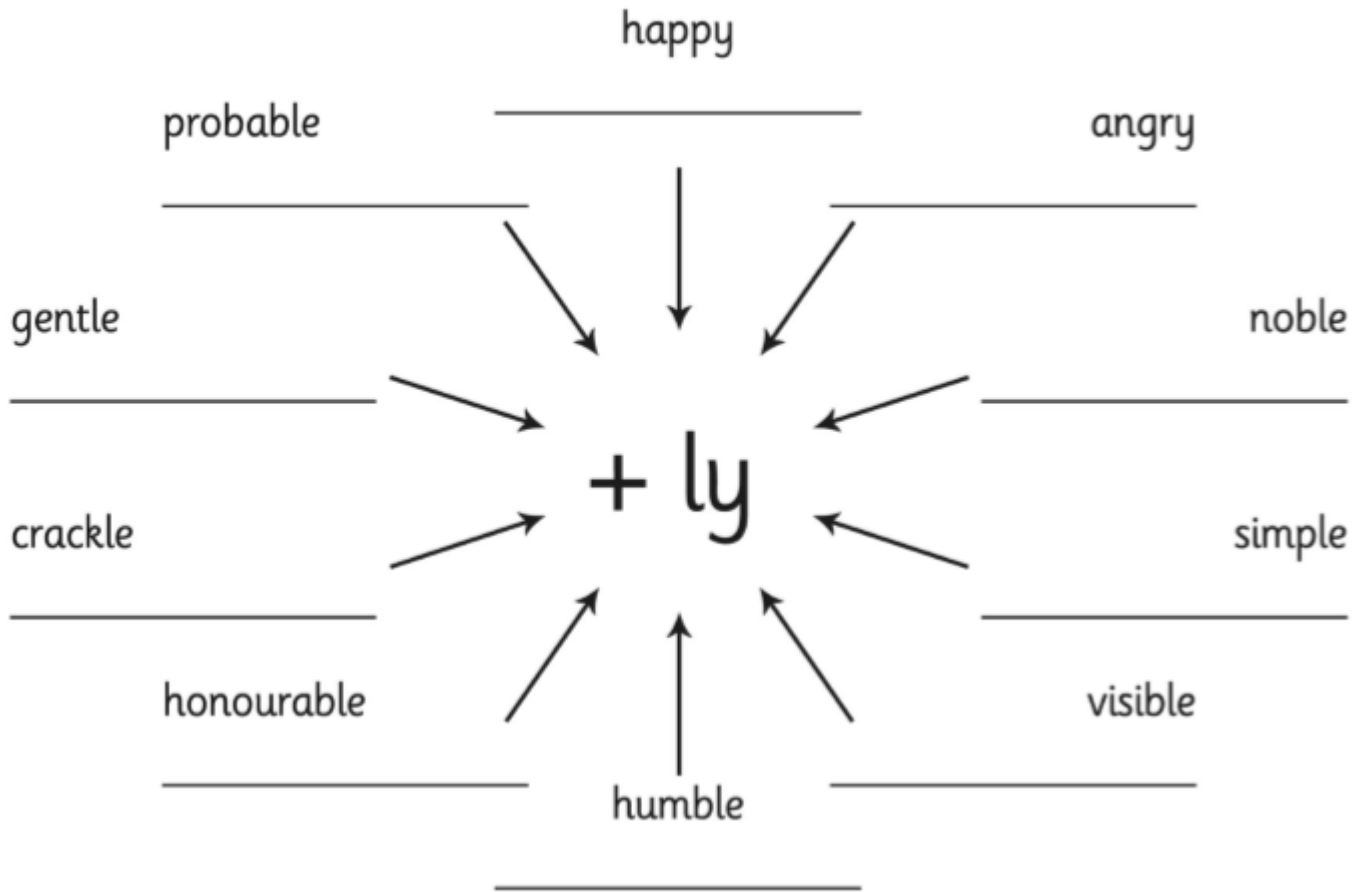 happy
probable
angry
gentle
noble
+ ly
crackle
simple
honourable
visible
humble